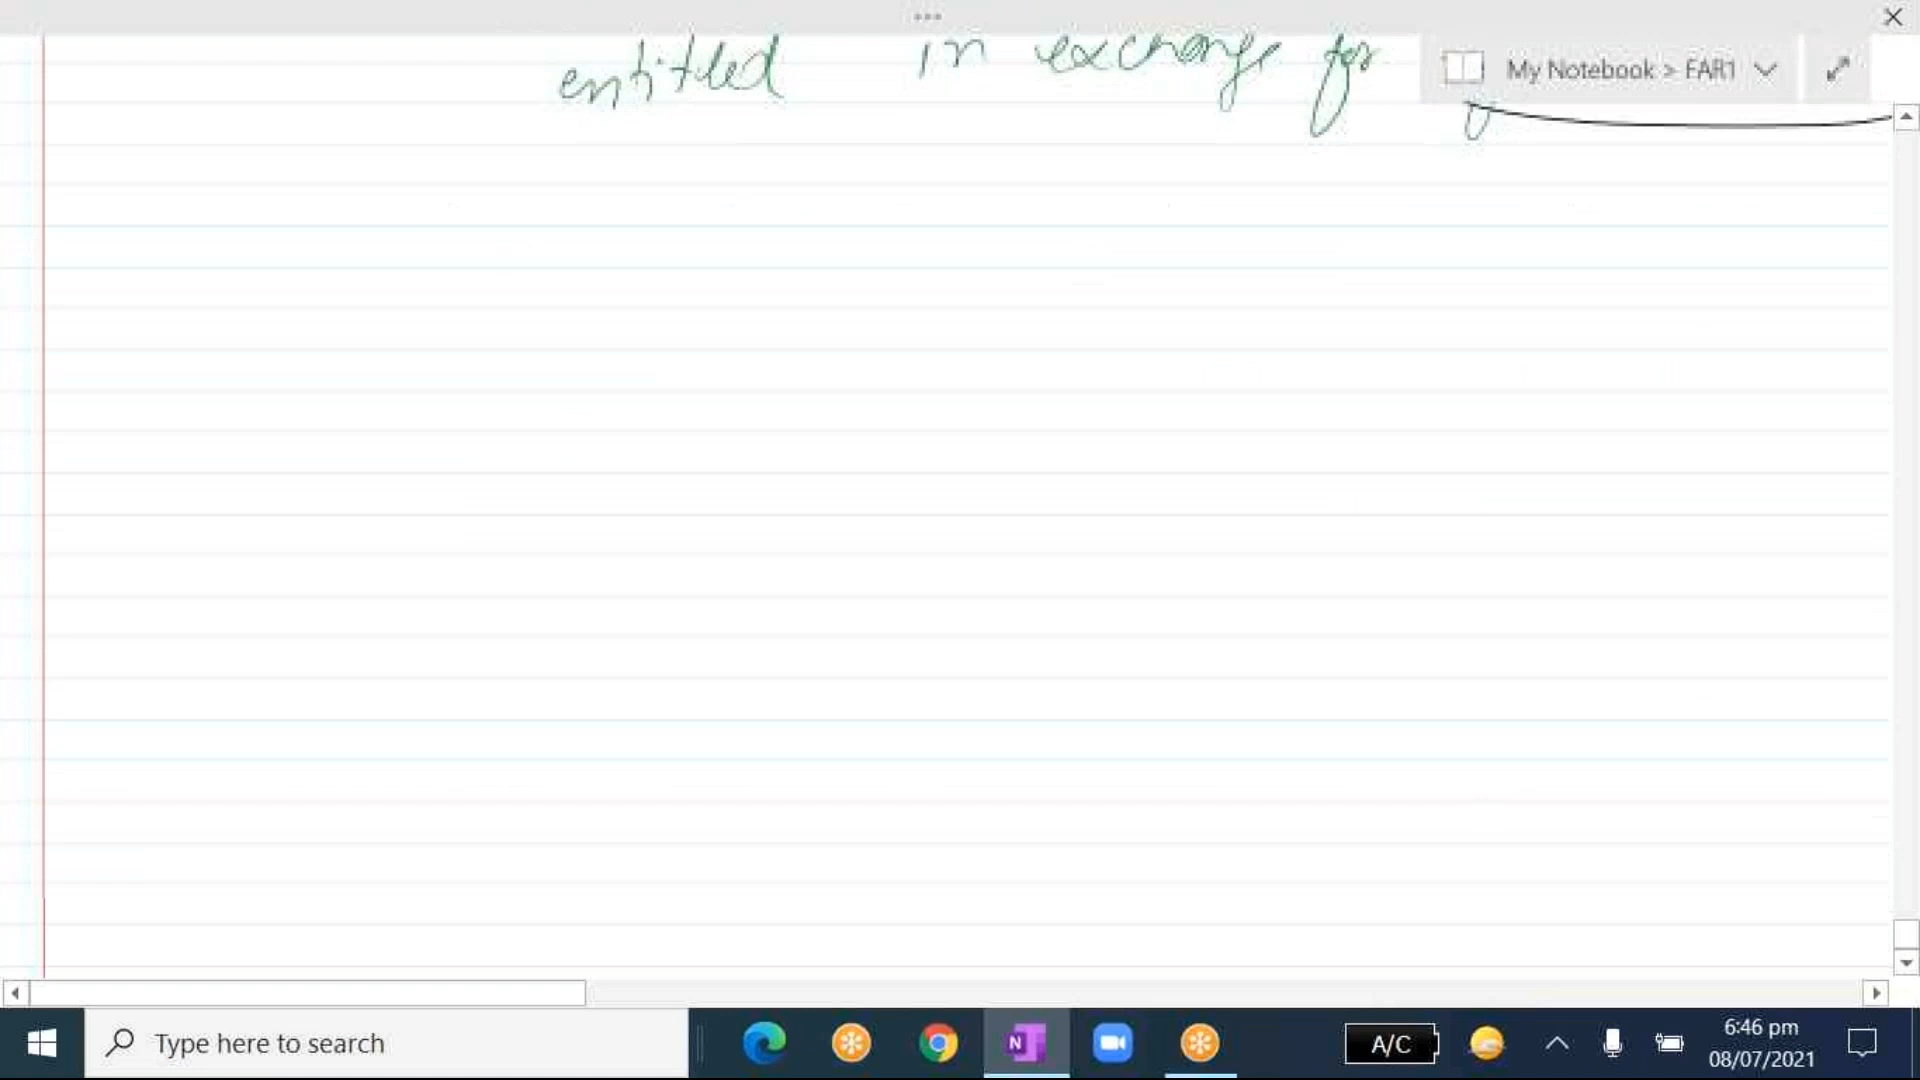 entitled in exchange for
My Notebook > FAR1
Type here to search
N
A/C
6:46 pm
08/07/2021